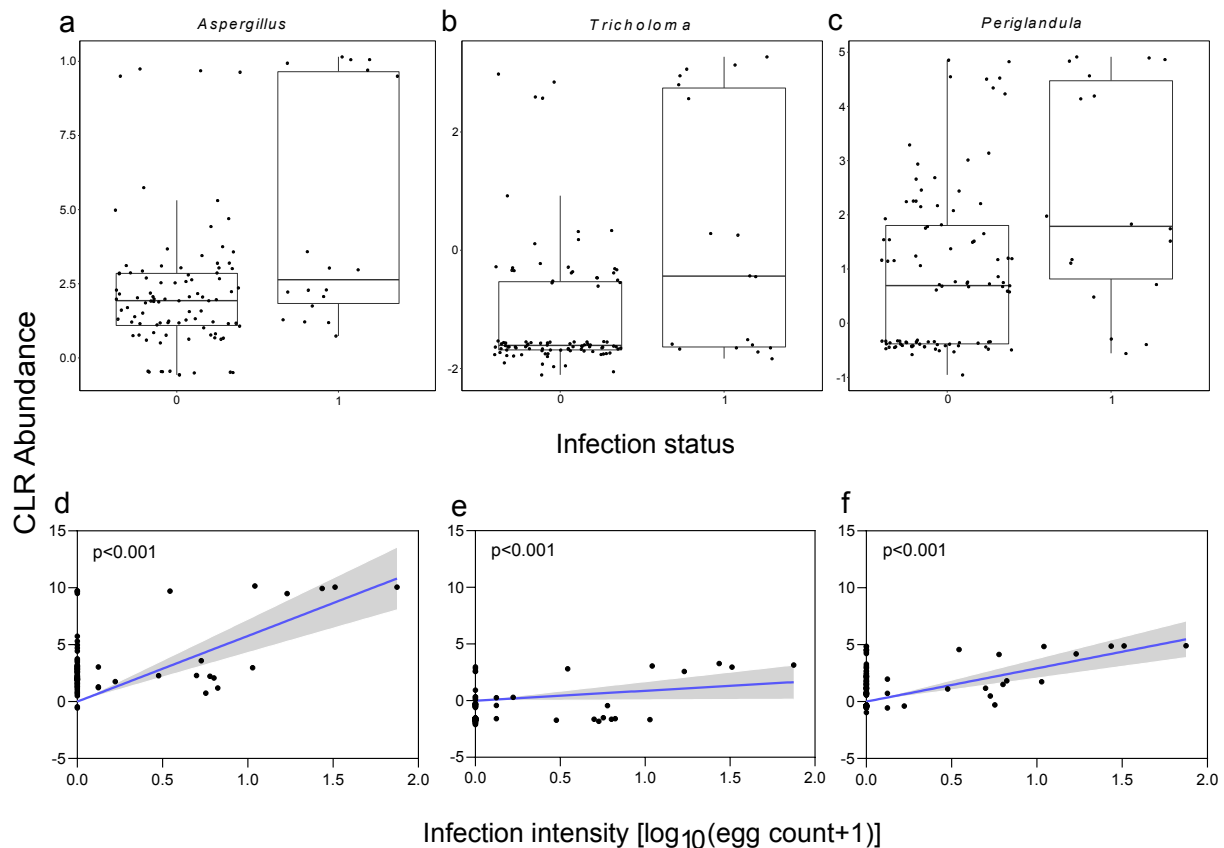 a Aspergillus
b Tricholoma
c Periglandula
1.0
7.5
5.0
2.5
0.0
0 1
2
0
-2
0 1
5
4
3
2
1
0
-1
0 1
Infection status
CLR Abundance
d
p<0.001
15
10
5
0
-5
0.0 0.5 1.0 1.5 2.0
e
p<0.001
15
10
5
0
-5
0.0 0.5 1.0 1.5 2.0
f
p<0.001
15
10
5
0
-5
0.0 0.5 1.0 1.5 2.0
Infection intensity [log10(egg count+1)]